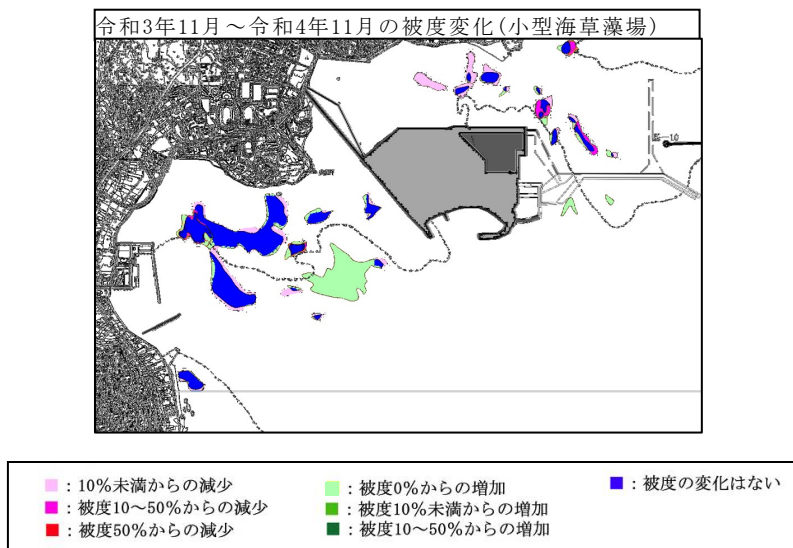 令和3年11月～令和4年11月の被度変化(小型海草藻場)
■：10%未満からの減少
■：被度10～50%からの減少
■：被度50%からの減少
■：被度0%からの増加
■：被度10%未満からの増加
■：被度10～50%からの増加
■：被度の変化はない